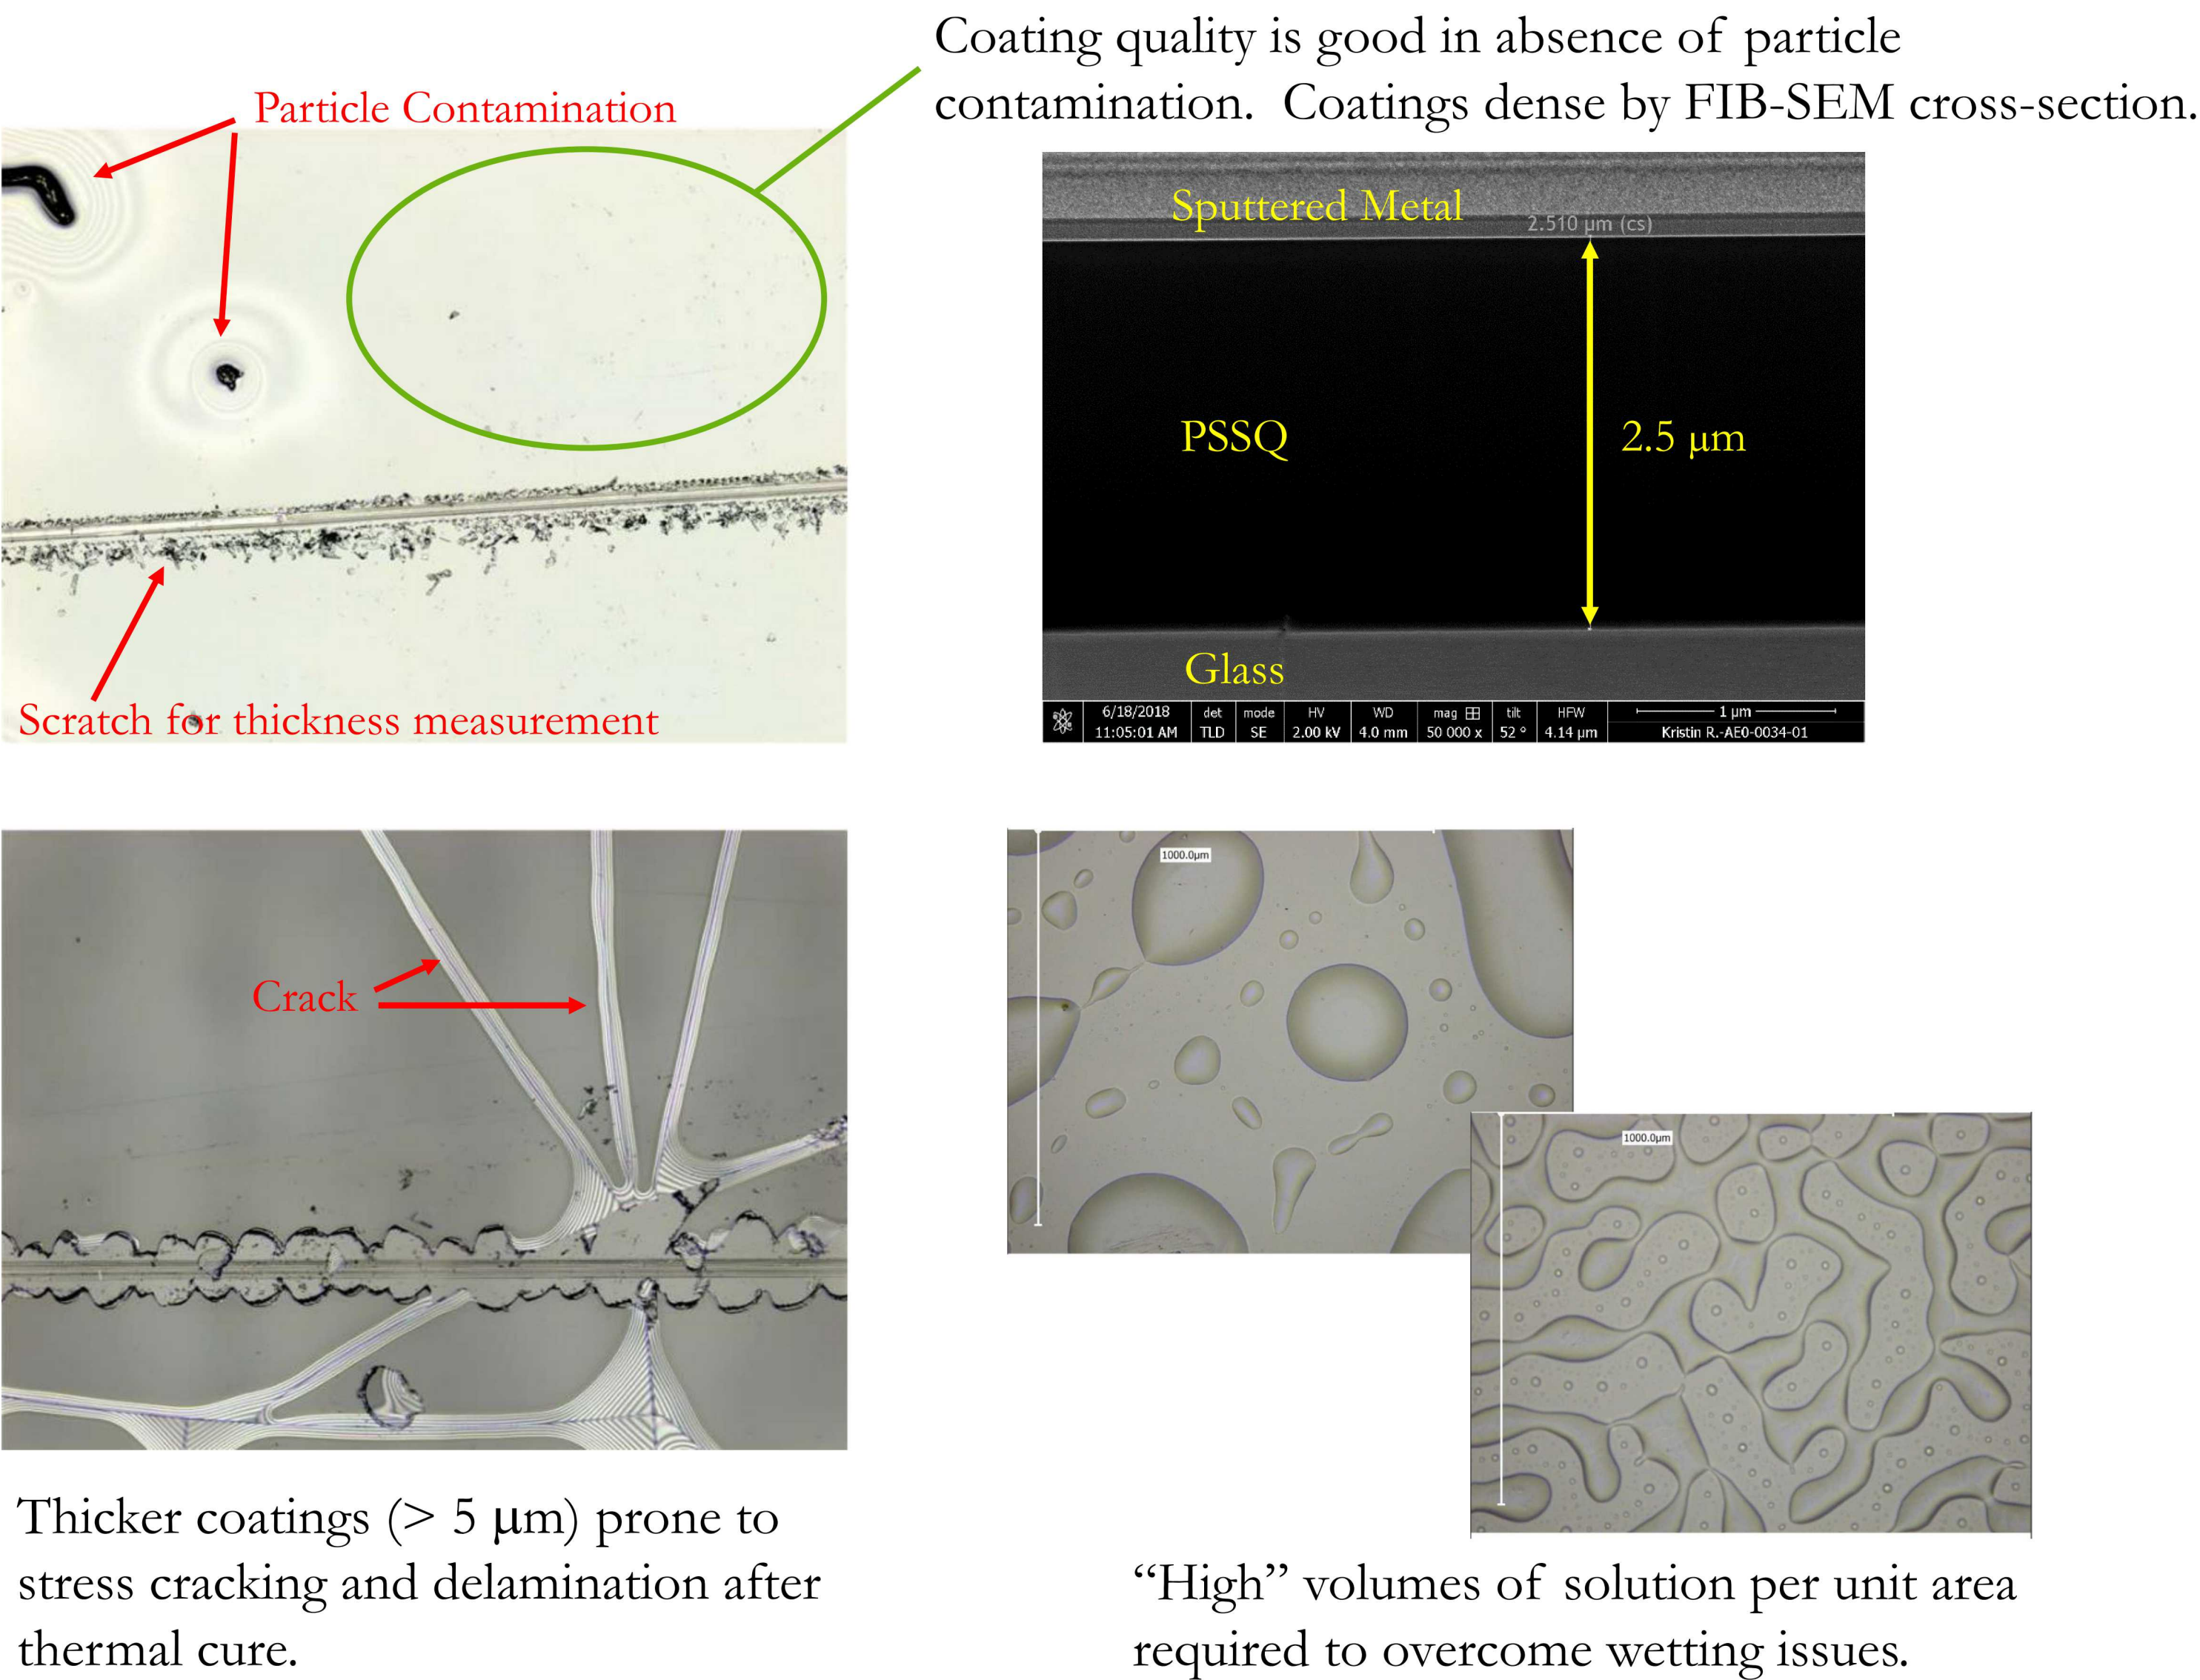 Coating quality is good in absence of particle
contamination.  Coatings dense by FIB-SEM cross-section.
Particle Contamination
Scratch for thickness measurement
Sputtered Metal
2.510 µm (cs)
PSSQ
2.5 µm
Glass
6/18/2018
11:05:01 AM
det
TLD
mode
SE
HV
2.00 kV
WD
4.0 mm
mag
50 000 x
tilt
52 °
HFW
4.14 µm
1 µm
Kristin R.-AE0-0034-01
Crack
1000.0µm
1000.0µm
Thicker coatings (> 5 µm) prone to
stress cracking and delamination after
thermal cure.
“High” volumes of solution per unit area
required to overcome wetting issues.